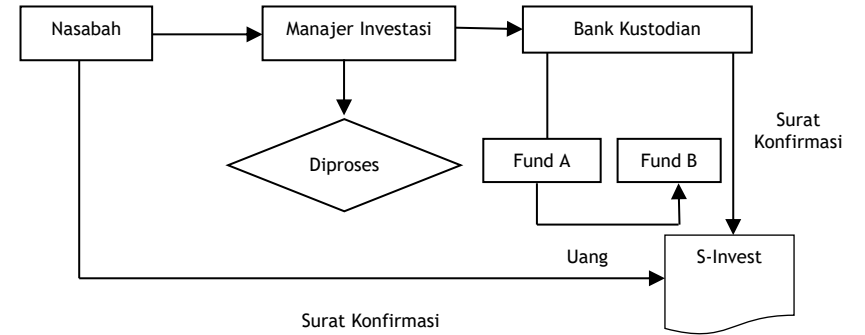 Nasabah
Manajer Investasi
Bank Kustodian
Surat
Konfirmasi
Diproses
Fund A
Fund B
Uang
S-Invest
Surat Konfirmasi